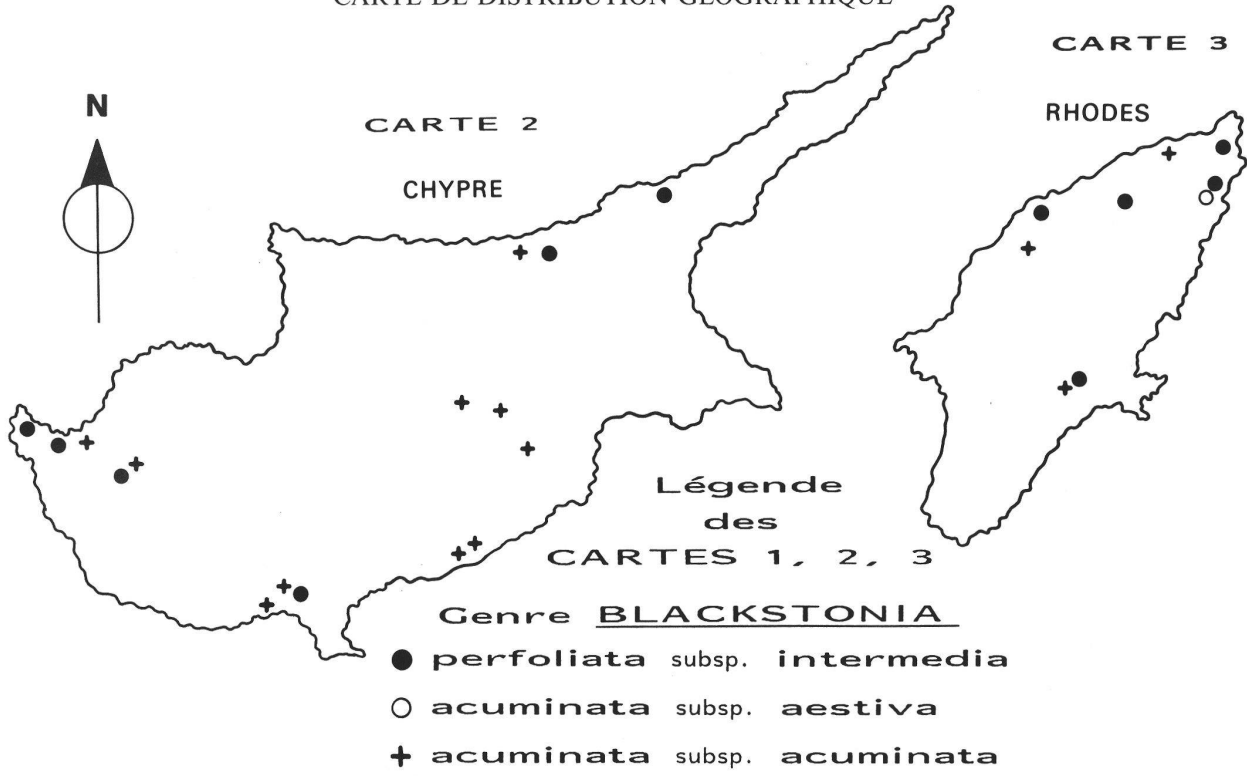 CARTE DE DISTRIBUTION GÉOGRAPHIQUE
CARTE 3
RHODES
N
CARTE 2
CHYPRE
Légende
des
CARTES 1, 2, 3
Genre BLACKSTONIA
perfoliata subsp. intermedia
acuminata subsp. aestiva
acuminata subsp. acuminata